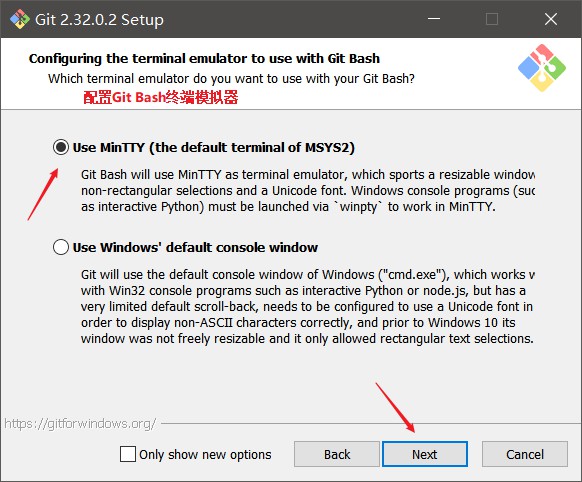 Git 2.32.0.2 Setup
Configuring the terminal emulator to use with Git Bash
Which terminal emulator do you want to use with your Git Bash?
配置Git Bash终端模拟器
Use MinTTY (the default terminal of MSYS2)
Git Bash will use MinTTY as terminal emulator, which sports a resizable window
non-rectangular selections and a Unicode font. Windows console programs (suc
as interactive Python) must be launched via `winpty` to work in MinTTY.
Use Windows' default console window
Git will use the default console window of Windows ("cmd.exe"), which works w
with Win32 console programs such as interactive Python or node.js, but has a
very limited default scroll-back, needs to be configured to use a Unicode font in
order to display non-ASCII characters correctly, and prior to Windows 10 its
window was not freely resizable and it only allowed rectangular text selections.
https://gitforwindows.org/
Only show new options
Back
Next
Cancel